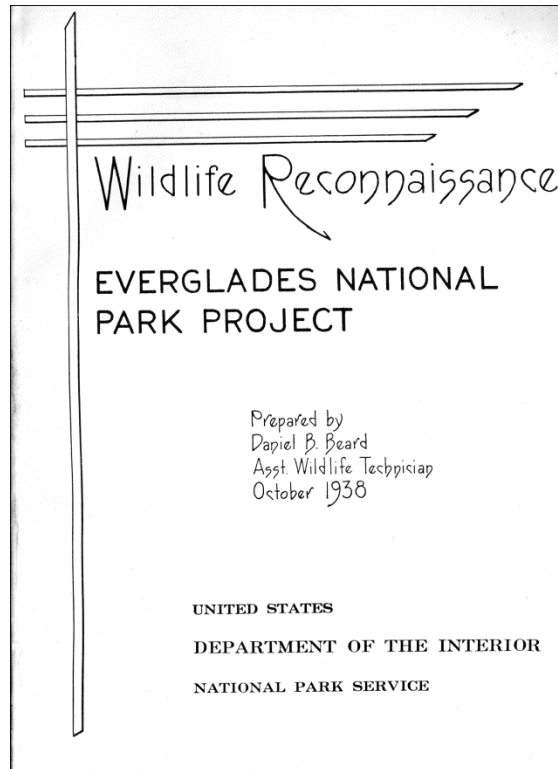 Wildlife Reconnaissance
EVERGLADES NATIONAL
PARK PROJECT
Prepared by
Daniel B. Beard
Asst. Wildlife Technician
October 1938
UNITED STATES
DEPARTMENT OF THE INTERIOR
NATIONAL PARK SERVICE